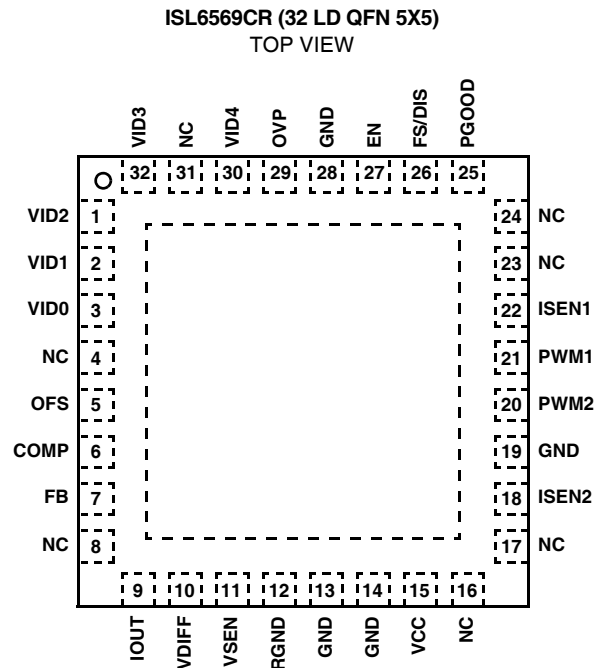 ISL6569CR (32 LD QFN 5X5)
TOP VIEW
VID3 NC VID4 OVP GND EN FS/DIS PGOOD
32 31 30 29 28 27 26 25
VID2 1 24 NC
VID1 2 23 NC
VID0 3 22 ISEN1
NC 4 21 PWM1
OFS 5 20 PWM2
COMP 6 19 GND
FB 7 18 ISEN2
NC 8 17 NC
9 10 11 12 13 14 15 16
IOUT VDIFF VSEN RGND GND GND VCC NC